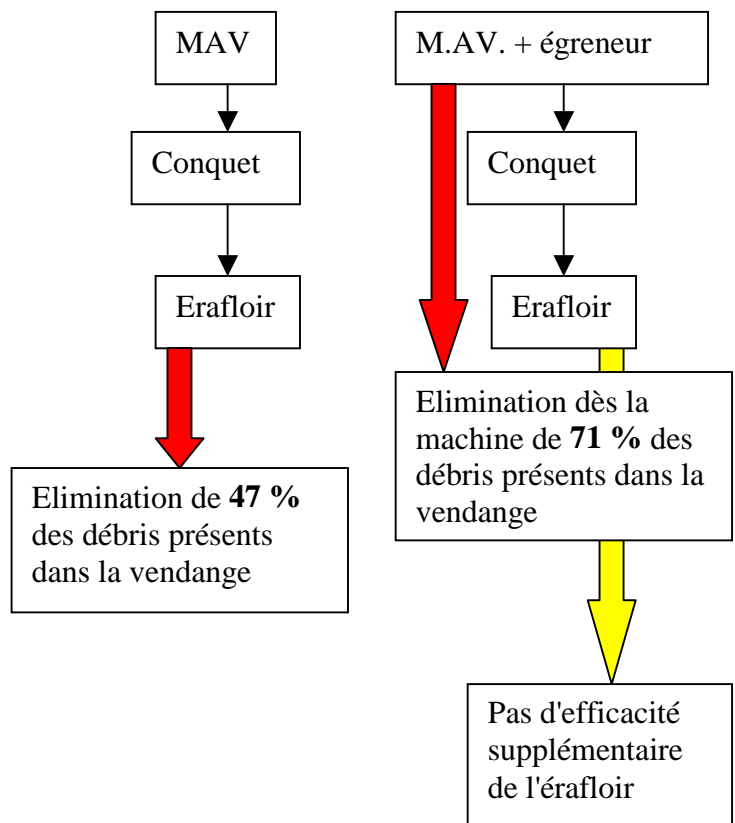 MAV
Conquet
Erafloir
Elimination de 47 %
des débris présents
dans la vendange
M.AV. + égreneur
Conquet
Erafloir
Elimination dès la
machine de 71 % des
débris présents dans la
vendange
Pas d'efficacité
supplémentaire
de l'érafloir